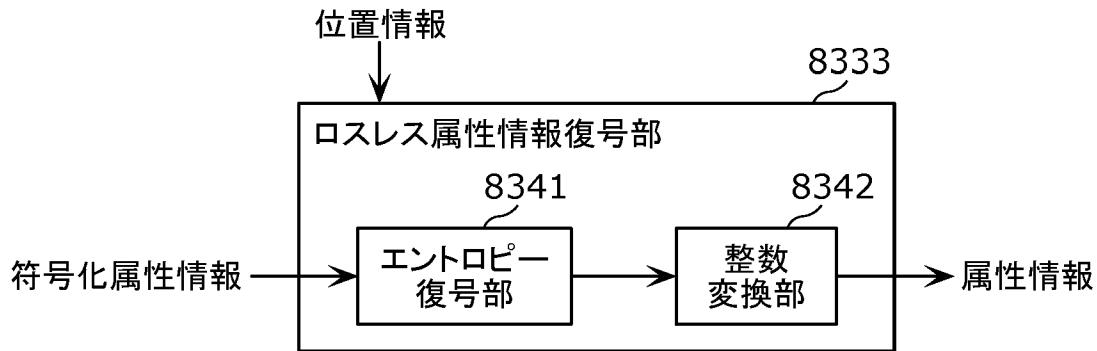 位置情報
8333
ロスレス属性情報復号部
8341
8342
符号化属性情報
エントロピー
復号部
整数
変換部
属性情報